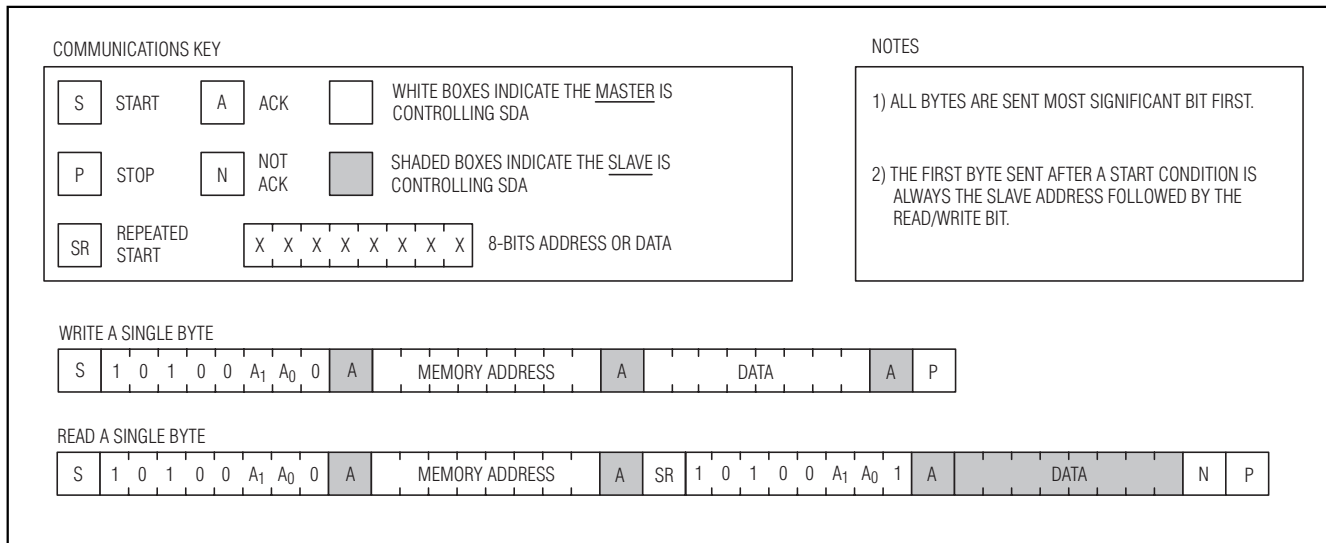 COMMUNICATIONS KEY
S START A ACK WHITE BOXES INDICATE THE MASTER IS
CONTROLLING SDA
P STOP N NOT
ACK SHADED BOXES INDICATE THE SLAVE IS
CONTROLLING SDA
SR REPEATED
START X X X X X X X X 8-BITS ADDRESS OR DATA
NOTES
1) ALL BYTES ARE SENT MOST SIGNIFICANT BIT FIRST.
2) THE FIRST BYTE SENT AFTER A START CONDITION IS
ALWAYS THE SLAVE ADDRESS FOLLOWED BY THE
READ/WRITE BIT.
WRITE A SINGLE BYTE
S 1 0 1 0 0 A1 A0 0 A MEMORY ADDRESS A DATA A P
READ A SINGLE BYTE
S 1 0 1 0 0 A1 A0 0 A MEMORY ADDRESS A SR 1 0 1 0 0 A1 A0 1 A DATA N P